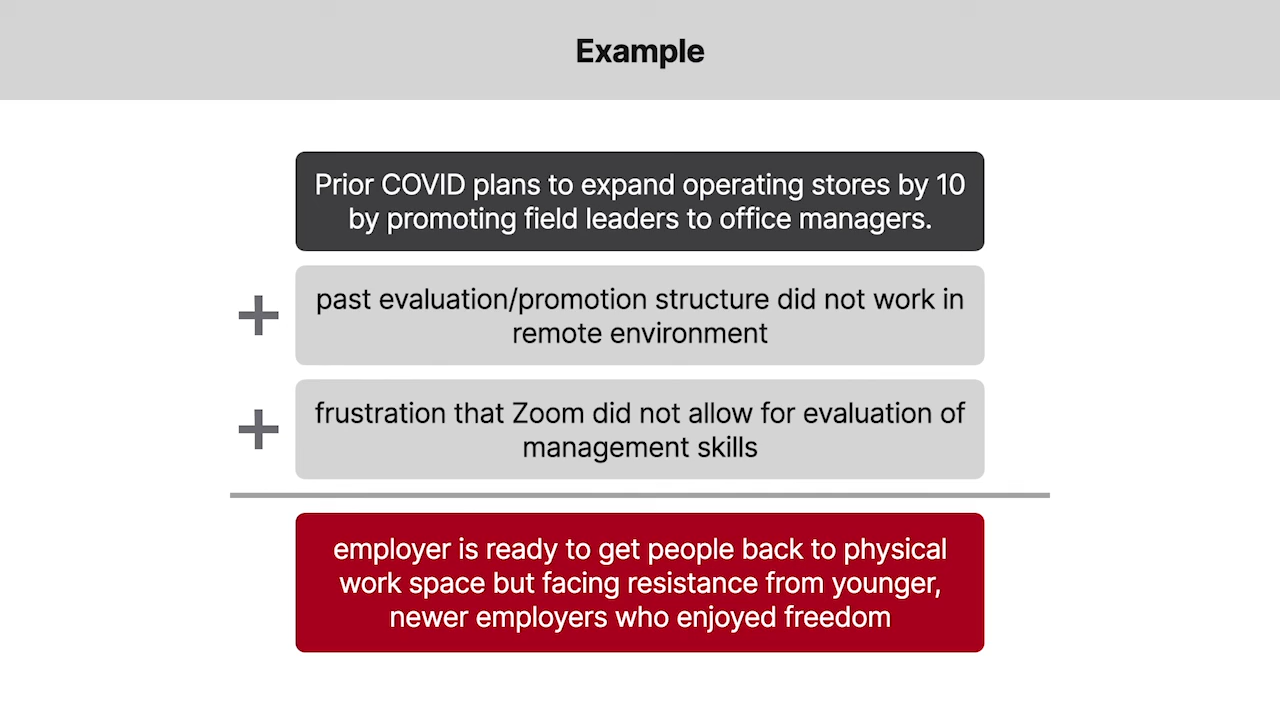 Example
Prior COVID plans to expand operating stores by 10
by promoting field leaders to office managers.
+
past evaluation/promotion structure did not work in
remote environment
+
frustration that Zoom did not allow for evaluation of
management skills
employer is ready to get people back to physical
work space but facing resistance from younger,
newer employers who enjoyed freedom